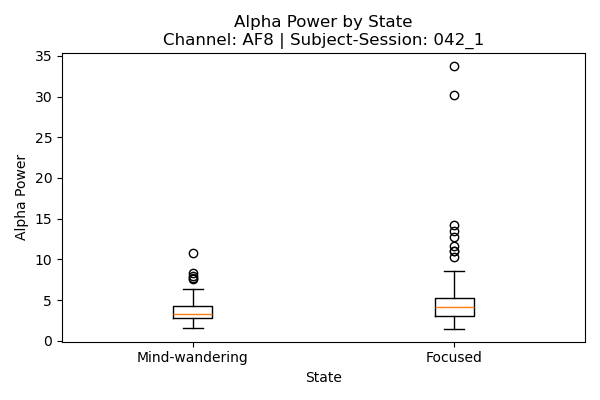 Alpha Power by State
Channel: AF8 | Subject-Session: 042_1
35
30
25
20
15
10
5
0
Alpha Power
Mind-wandering
Focused
State